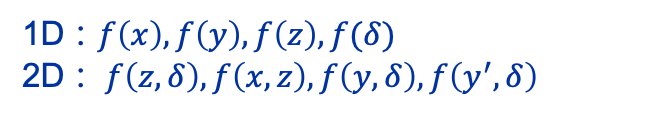 1D : f(x), f(y), f(z), f(δ)
2D : f(z, δ), f(x, z), f(y, δ), f(y′, δ)